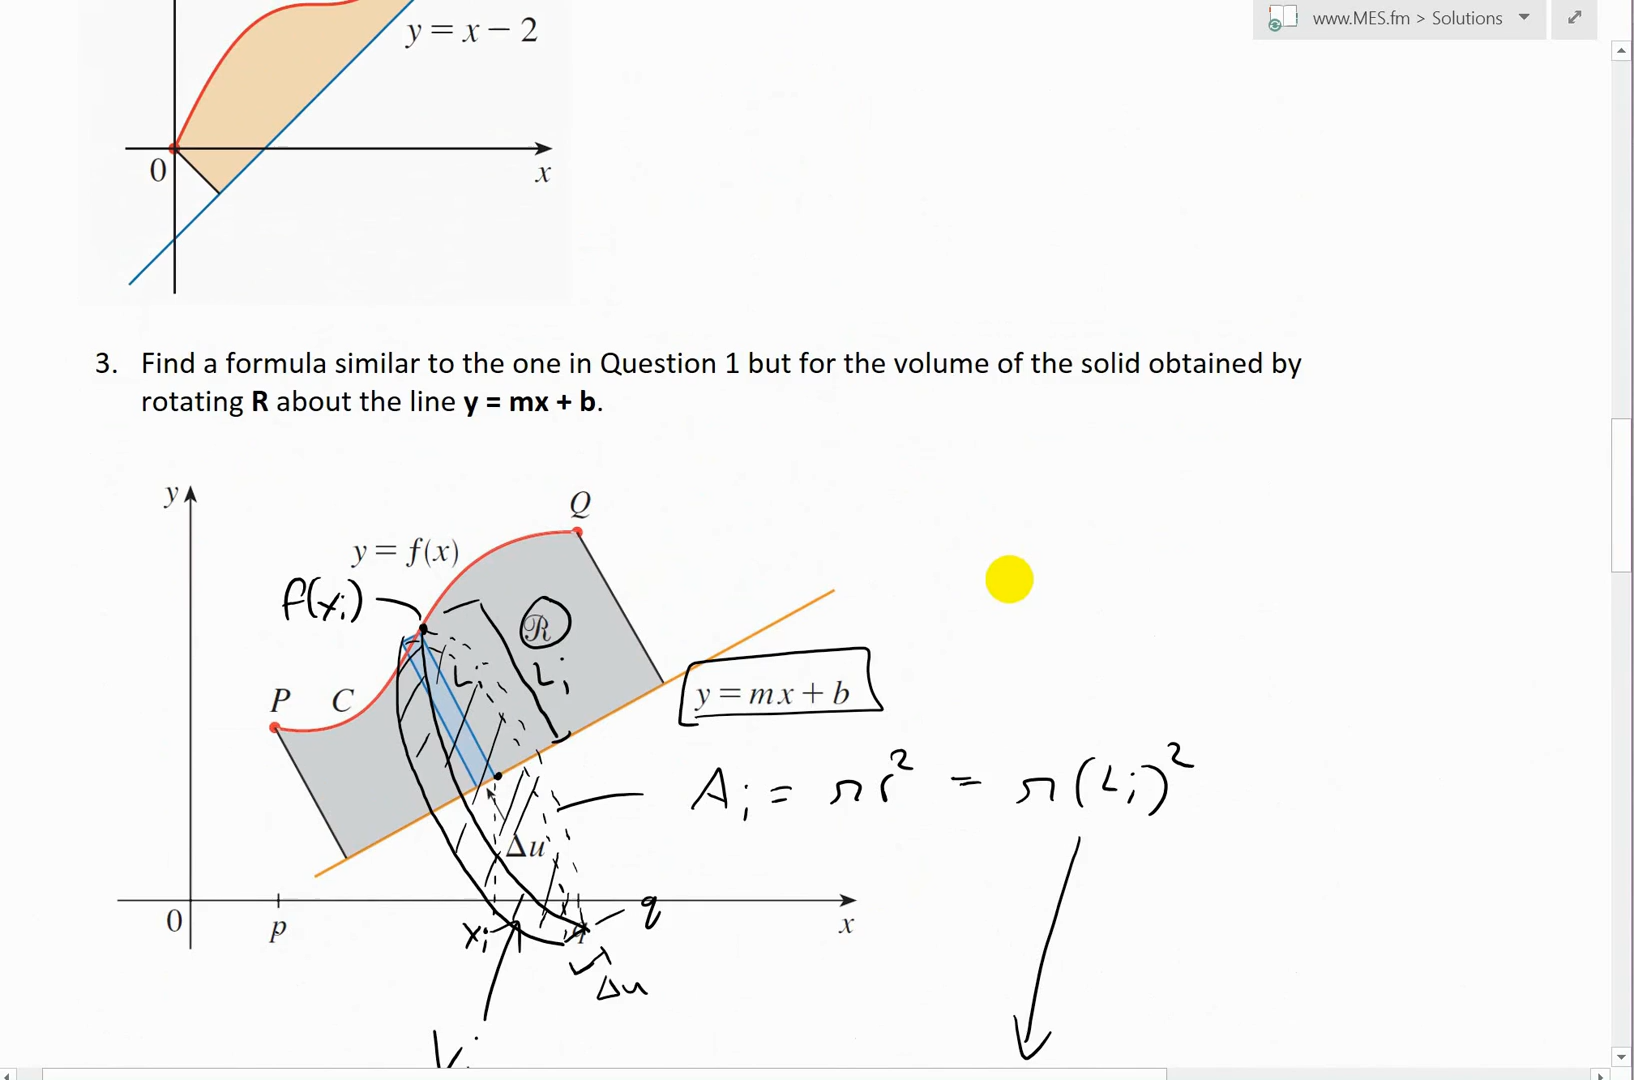 www.MES.fm > Solutions
y = x − 2
0
x
3. Find a formula similar to the one in Question 1 but for the volume of the solid obtained by
rotating R about the line y = mx + b.
y
Q
y = f(x)
f(xᵢ)
ℛ
Lᵢ
Lᵢ
P
C
y = mx + b
Aᵢ = πr² = π(Lᵢ)²
Δu
0
p
xᵢ
q
x
Δu